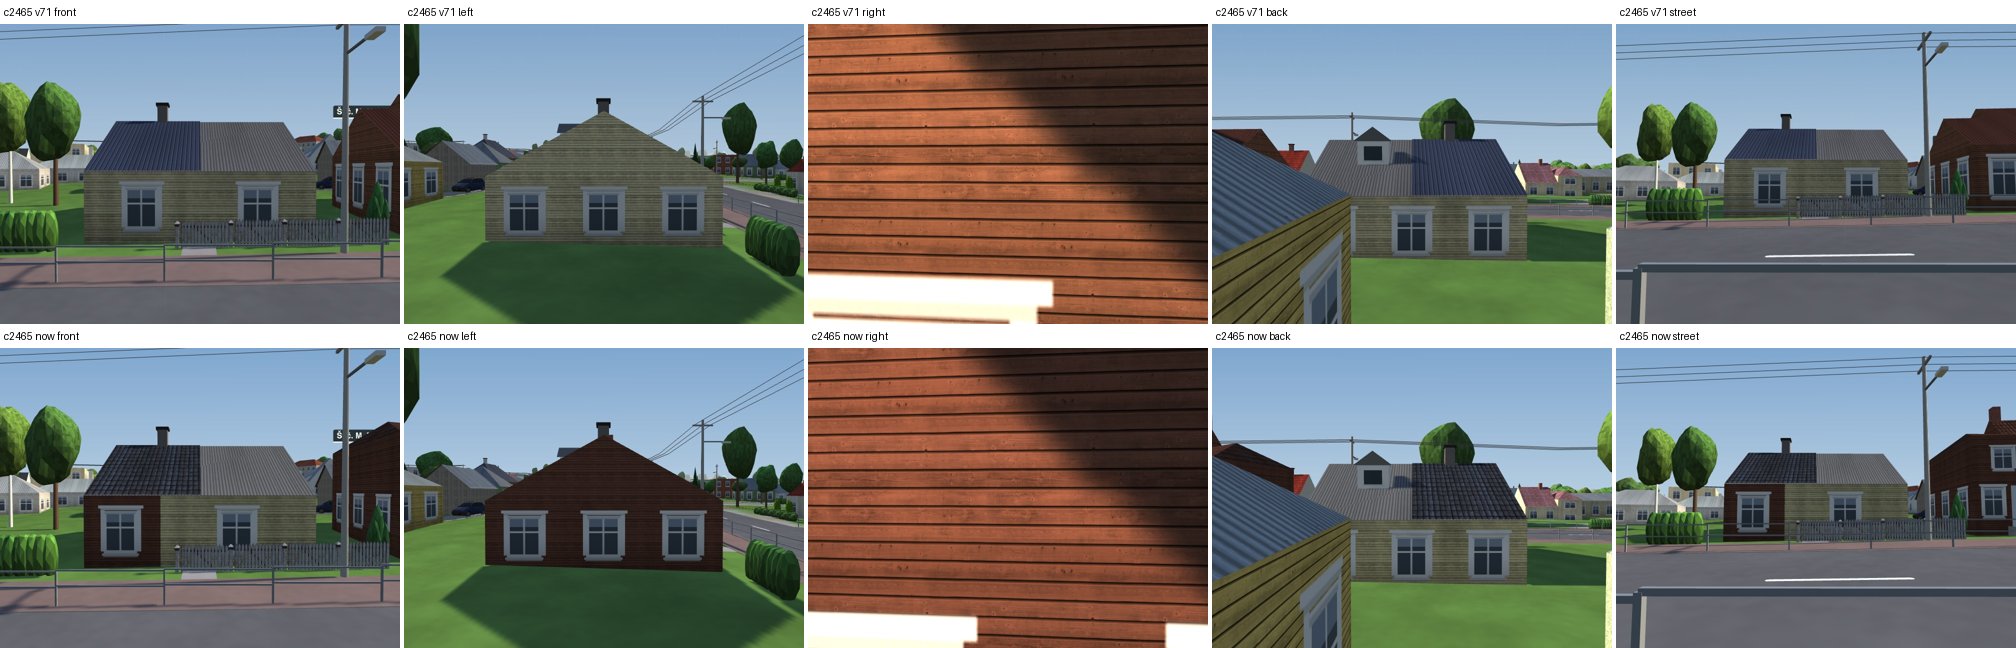 c2465 v71 front
c2465 v71 left
c2465 v71 right
c2465 v71 back
c2465 v71 street
c2465 now front
c2465 now left
c2465 now right
c2465 now back
c2465 now street